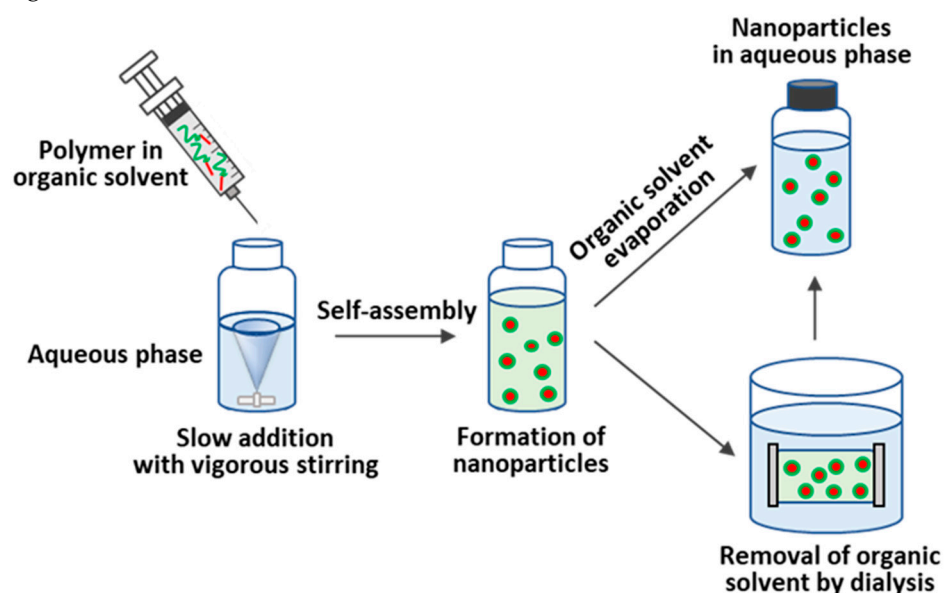 Polymer in
organic solvent
Aqueous phase
Slow addition
with vigorous stirring
Self-assembly
Formation of
nanoparticles
Organic solvent
evaporation
Nanoparticles
in aqueous phase
Removal of organic
solvent by dialysis